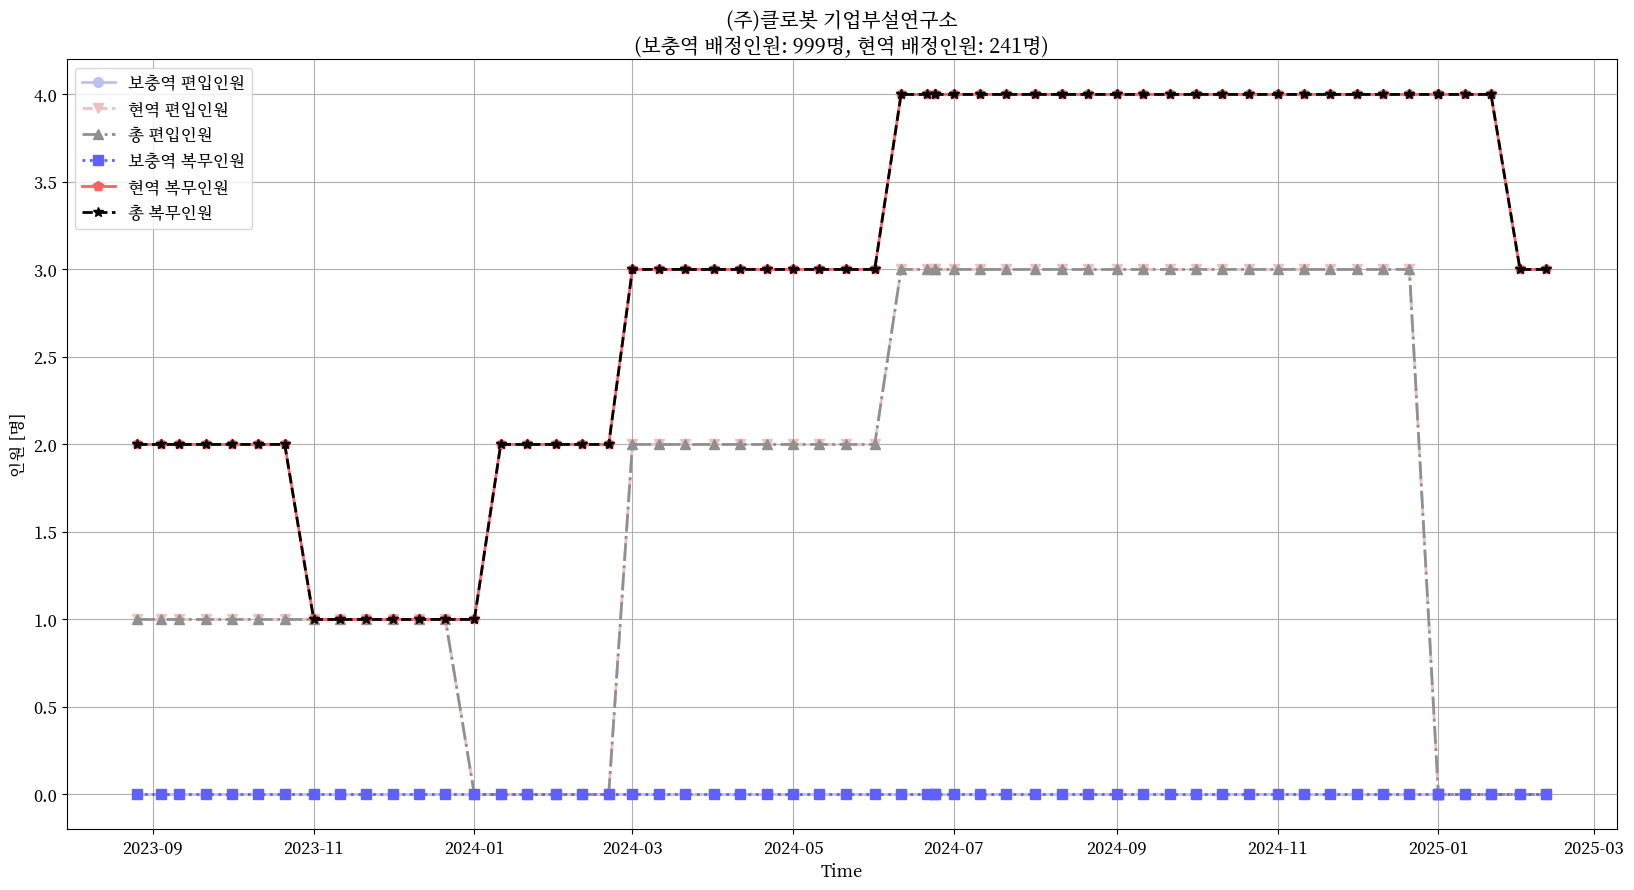 (주)클로봇 기업부설연구소
(보충역 배정인원: 999명, 현역 배정인원: 241명)
보충역 편입인원
현역 편입인원
총 편입인원
보충역 복무인원
현역 복무인원
총 복무인원
4.0
3.5
3.0
2.5
2.0
1.5
1.0
0.5
0.0
인원 [명]
2023-09 2023-11 2024-01 2024-03 2024-05 2024-07 2024-09 2024-11 2025-01 2025-03
Time